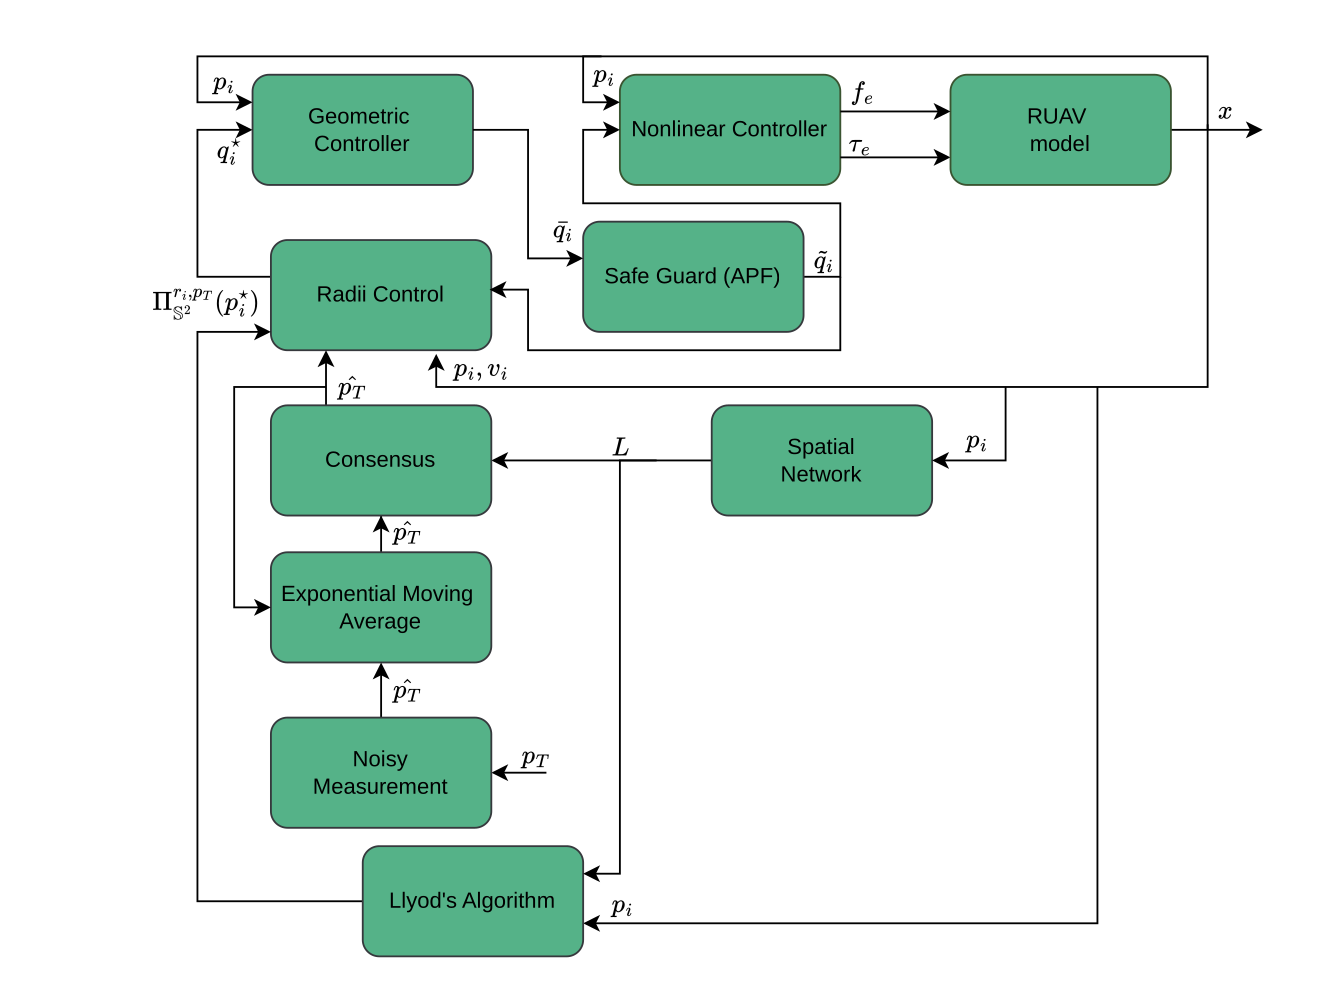 p_i
Geometric
Controller
q_i^⋆
p_i
Nonlinear Controller
f_e
τ_e
RUAV
model
x
q̄_i
Safe Guard (APF)
q̃_i
Radii Control
Π_{𝕊²}^{r_i,p_T}(p_i^⋆)
p̂_T
p_i, v_i
Consensus
L
Spatial
Network
p_i
p̂_T
Exponential Moving
Average
p̂_T
Noisy
Measurement
p_T
Llyod's Algorithm
p_i